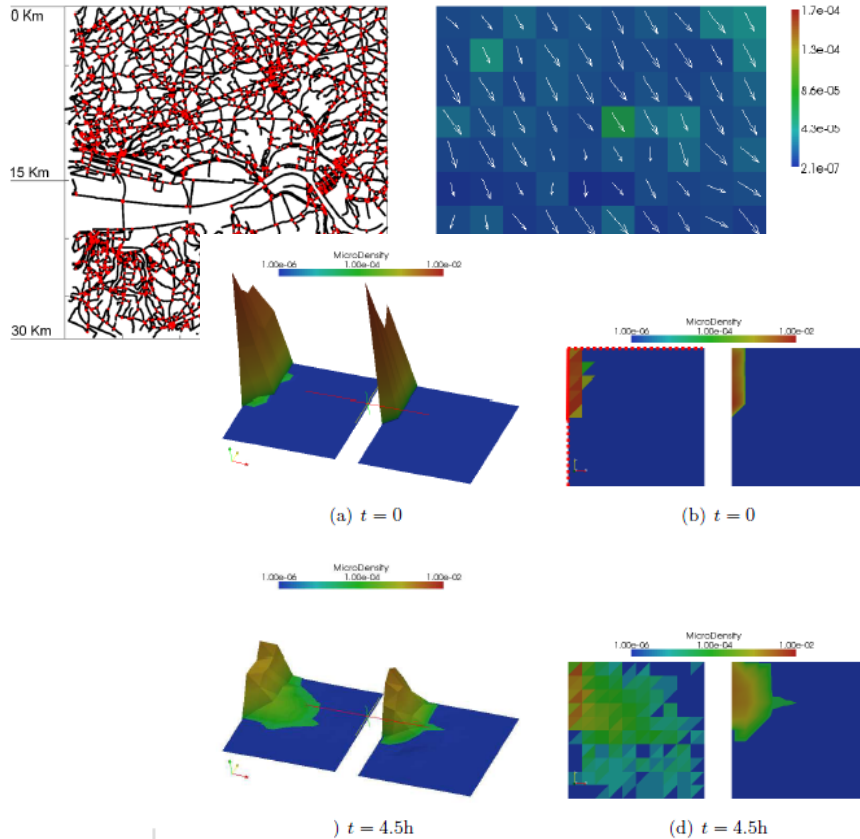 0 Km
15 Km
30 Km
1.7e-04
1.3e-04
8.6e-05
4.3e-05
2.1e-07
MicroDensity
1.00e-06 1.00e-04 1.00e-02
MicroDensity
1.00e-06 1.00e-04 1.00e-02
(a) t = 0
(b) t = 0
MicroDensity
1.00e-06 1.00e-04 1.00e-02
MicroDensity
1.00e-06 1.00e-04 1.00e-02
) t = 4.5h
(d) t = 4.5h